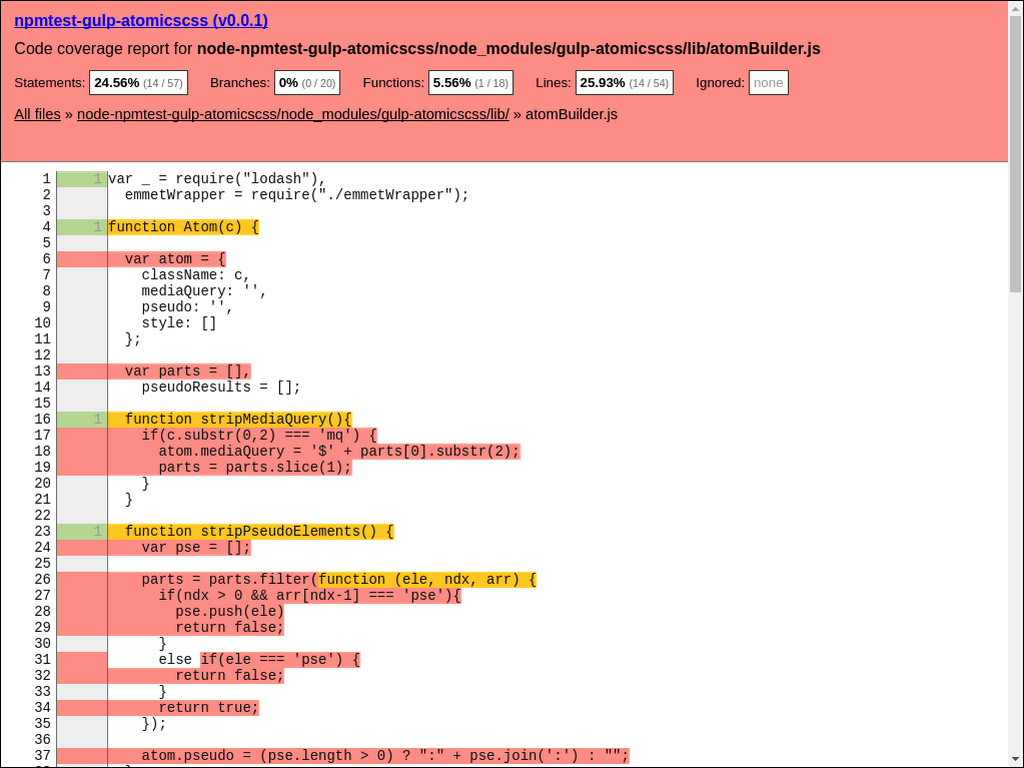 npmtest-gulp-atomicscss (v0.0.1)
Code coverage report for node-npmtest-gulp-atomicscss/node_modules/gulp-atomicscss/lib/atomBuilder.js
Statements: 24.56% (14 / 57) Branches: 0% (0 / 20) Functions: 5.56% (1 / 18) Lines: 25.93% (14 / 54) Ignored: none
All files » node-npmtest-gulp-atomicscss/node_modules/gulp-atomicscss/lib/ » atomBuilder.js
1 1 var _ = require("lodash"),
2 emmetWrapper = require("./emmetWrapper");
3
4 1 function Atom(c) {
5
6 var atom = {
7 className: c,
8 mediaQuery: '',
9 pseudo: '',
10 style: []
11 };
12
13 var parts = [],
14 pseudoResults = [];
15
16 1 function stripMediaQuery(){
17 if(c.substr(0,2) === 'mq') {
18 atom.mediaQuery = '$' + parts[0].substr(2);
19 parts = parts.slice(1);
20 }
21 }
22
23 1 function stripPseudoElements() {
24 var pse = [];
25
26 parts = parts.filter(function (ele, ndx, arr) {
27 if(ndx > 0 && arr[ndx-1] === 'pse'){
28 pse.push(ele)
29 return false;
30 }
31 else if(ele === 'pse') {
32 return false;
33 }
34 return true;
35 });
36
37 atom.pseudo = (pse.length > 0) ? ":" + pse.join(':') : "";